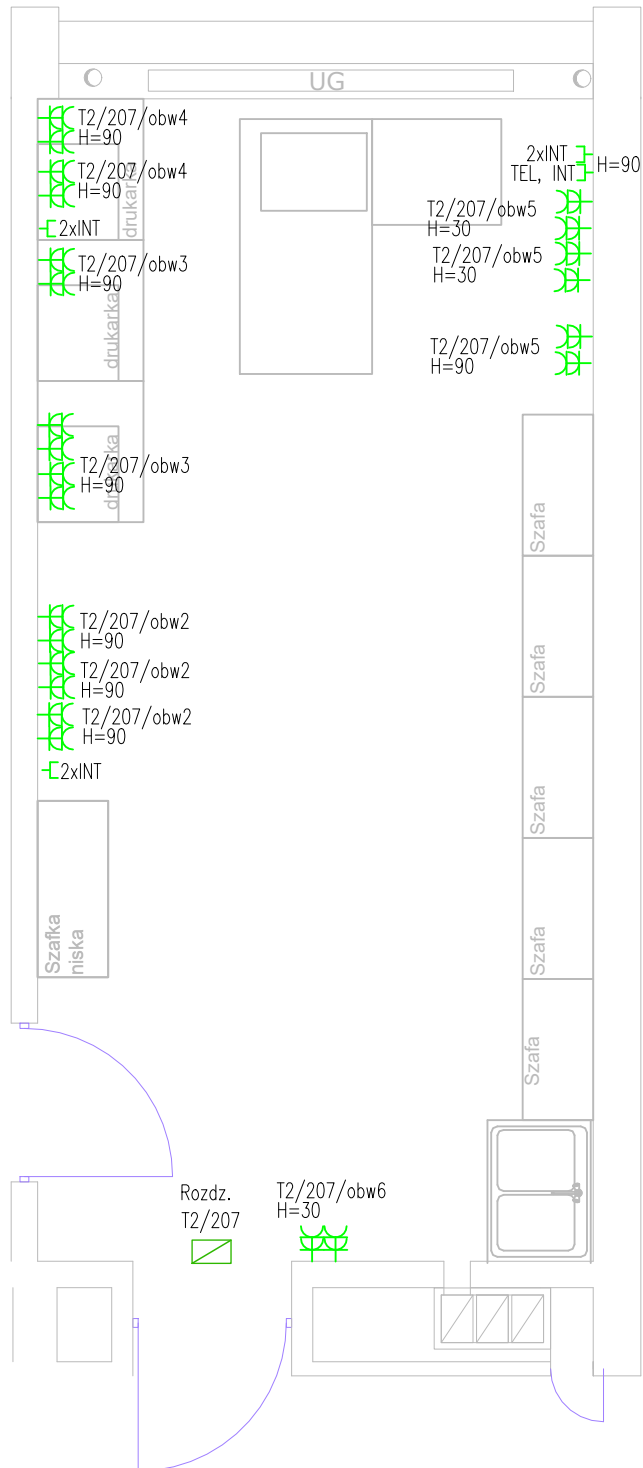 UG
T2/207/obw4
H=90
T2/207/obw4
H=90
drukarka
2xINT
T2/207/obw3
H=90
drukarka
T2/207/obw3
H=90
drukarka
T2/207/obw2
H=90
T2/207/obw2
H=90
T2/207/obw2
H=90
2xINT
Szafka
niska
2xINT
TEL, INT
H=90
T2/207/obw5
H=30
T2/207/obw5
H=30
T2/207/obw5
H=90
Szafa
Szafa
Szafa
Szafa
Szafa
Rozdz.
T2/207
T2/207/obw6
H=30